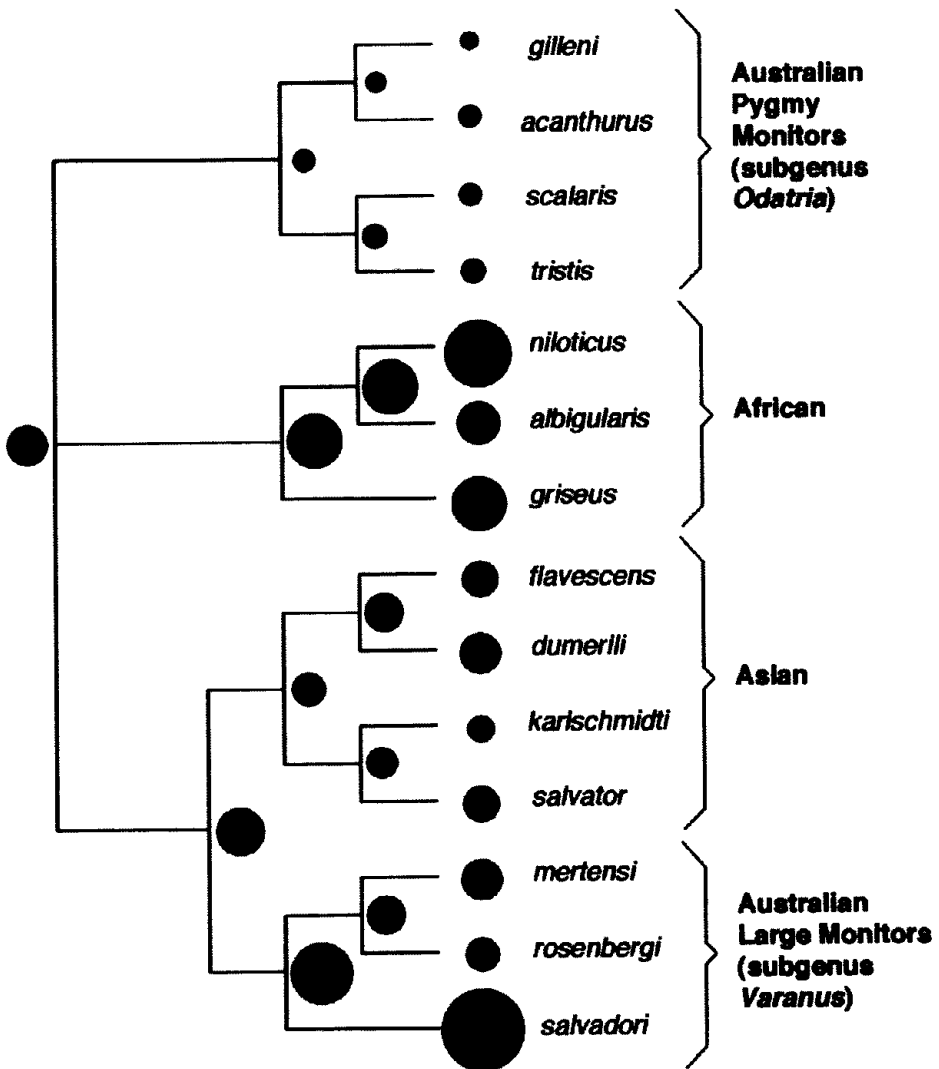 gilleni
acanthurus
scalaris
tristis
Australian
Pygmy
Monitors
(subgenus
Odatria)
niloticus
albigularis
griseus
African
flavescens
dumerili
karlschmidti
salvator
Asian
mertensi
rosenbergi
salvadori
Australian
Large Monitors
(subgenus
Varanus)